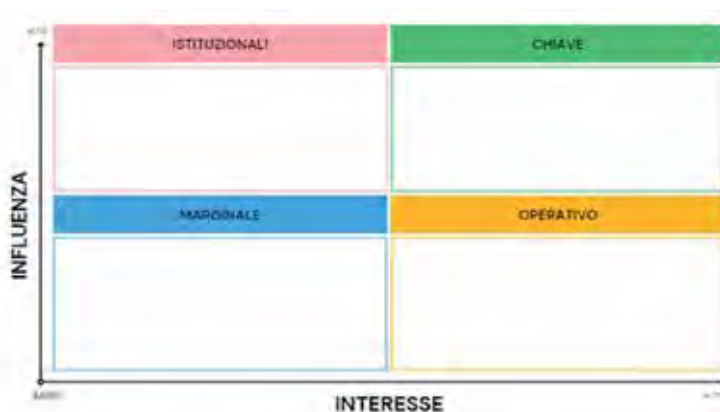 ISTITUZIONALI
CHIAVE
MARGINALE
OPERATIVO
INFLUENZA
INTERESSE